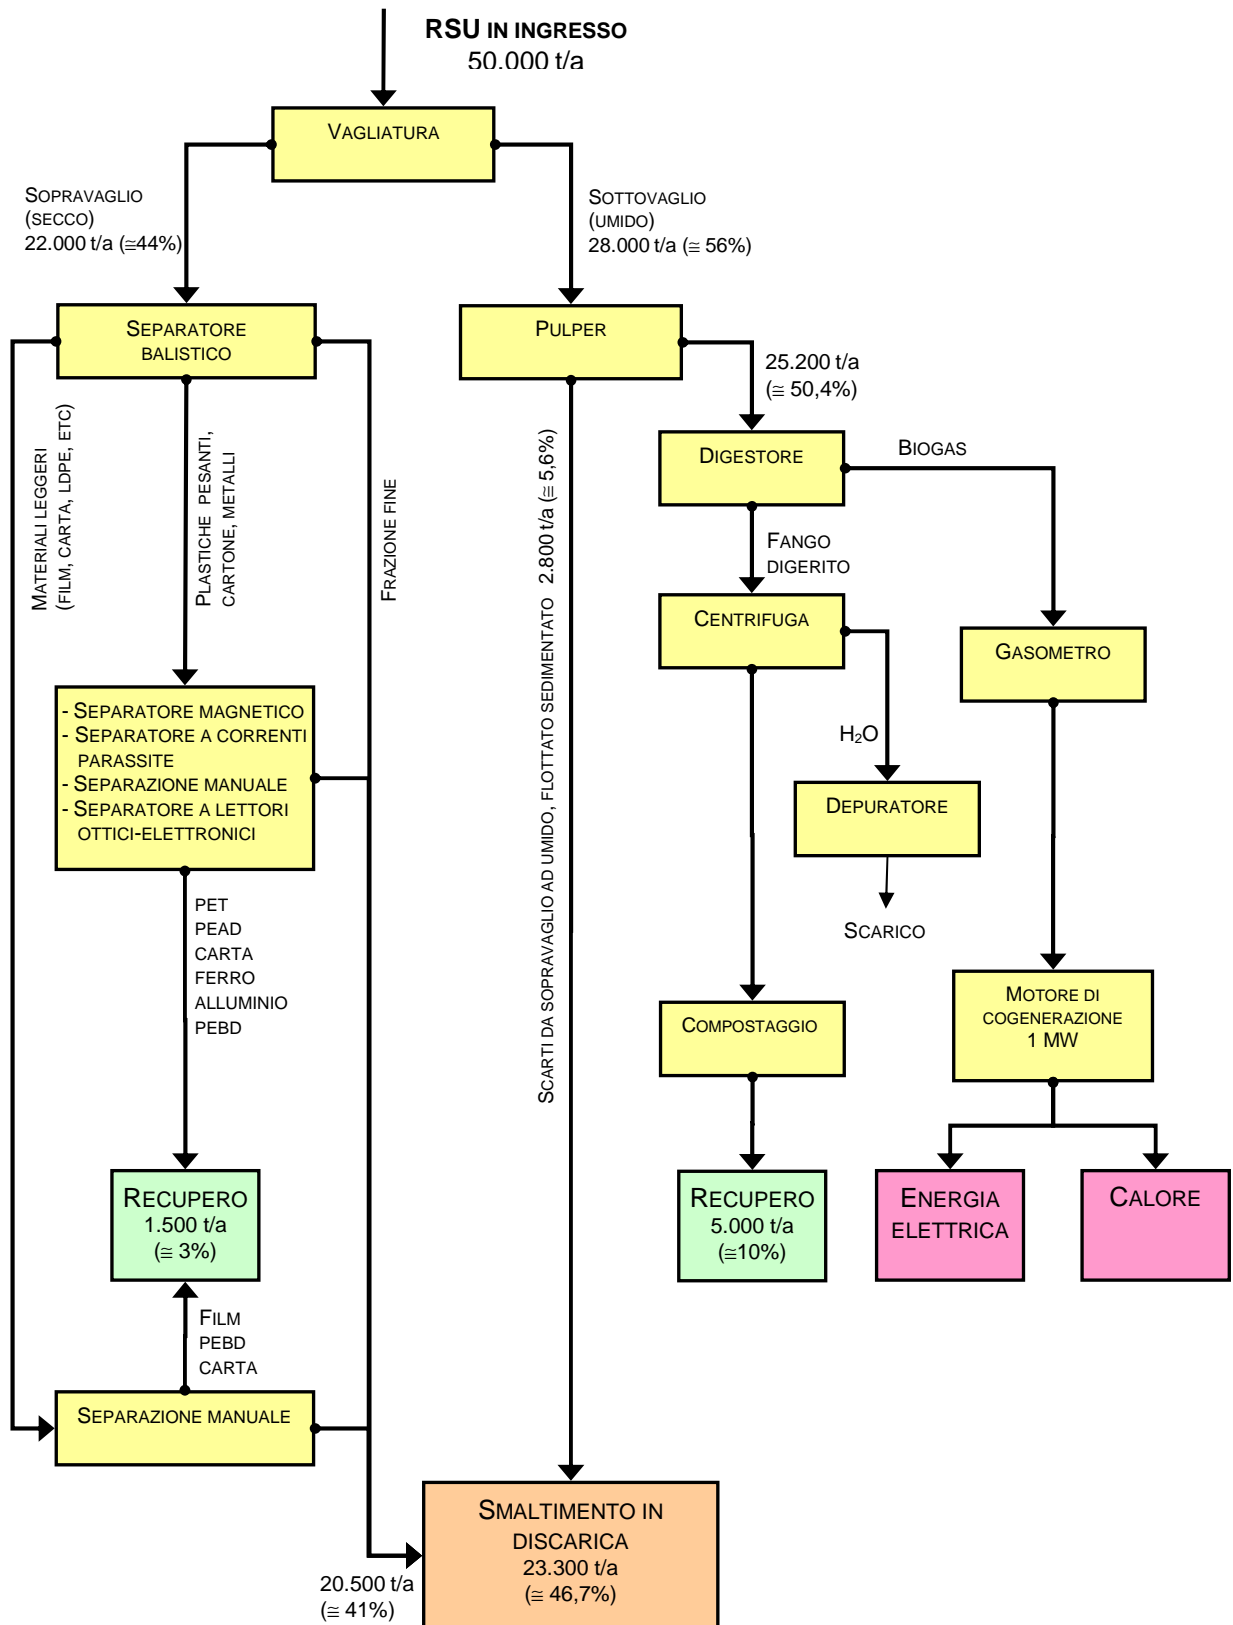 RSU IN INGRESSO
50.000 t/a
VAGLIATURA
SOPRAVAGLIO
(SECCO)
22.000 t/a (≅44%)
SOTTOVAGLIO
(UMIDO)
28.000 t/a (≅ 56%)
SEPARATORE
BALISTICO
PULPER
25.200 t/a
(≅ 50,4%)
MATERIALI LEGGERI
(FILM, CARTA, LDPE, ETC)
PLASTICHE PESANTI,
CARTONE, METALLI
FRAZIONE FINE
SCARTI DA SOPRAVAGLIO AD UMIDO, FLOTTATO SEDIMENTATO 2.800 t/a (≅ 5,6%)
DIGESTORE
BIOGAS
FANGO
DIGERITO
CENTRIFUGA
GASOMETRO
- SEPARATORE MAGNETICO
- SEPARATORE A CORRENTI
PARASSITE
- SEPARAZIONE MANUALE
- SEPARATORE A LETTORI
OTTICI-ELETTRONICI
H₂O
DEPURATORE
SCARICO
PET
PEAD
CARTA
FERRO
ALLUMINIO
PEBD
COMPOSTAGGIO
MOTORE DI
COGENERAZIONE
1 MW
RECUPERO
1.500 t/a
(≅ 3%)
RECUPERO
5.000 t/a
(≅10%)
ENERGIA
ELETTRICA
CALORE
FILM
PEBD
CARTA
SEPARAZIONE MANUALE
SMALTIMENTO IN
DISCARICA
23.300 t/a
(≅ 46,7%)
20.500 t/a
(≅ 41%)